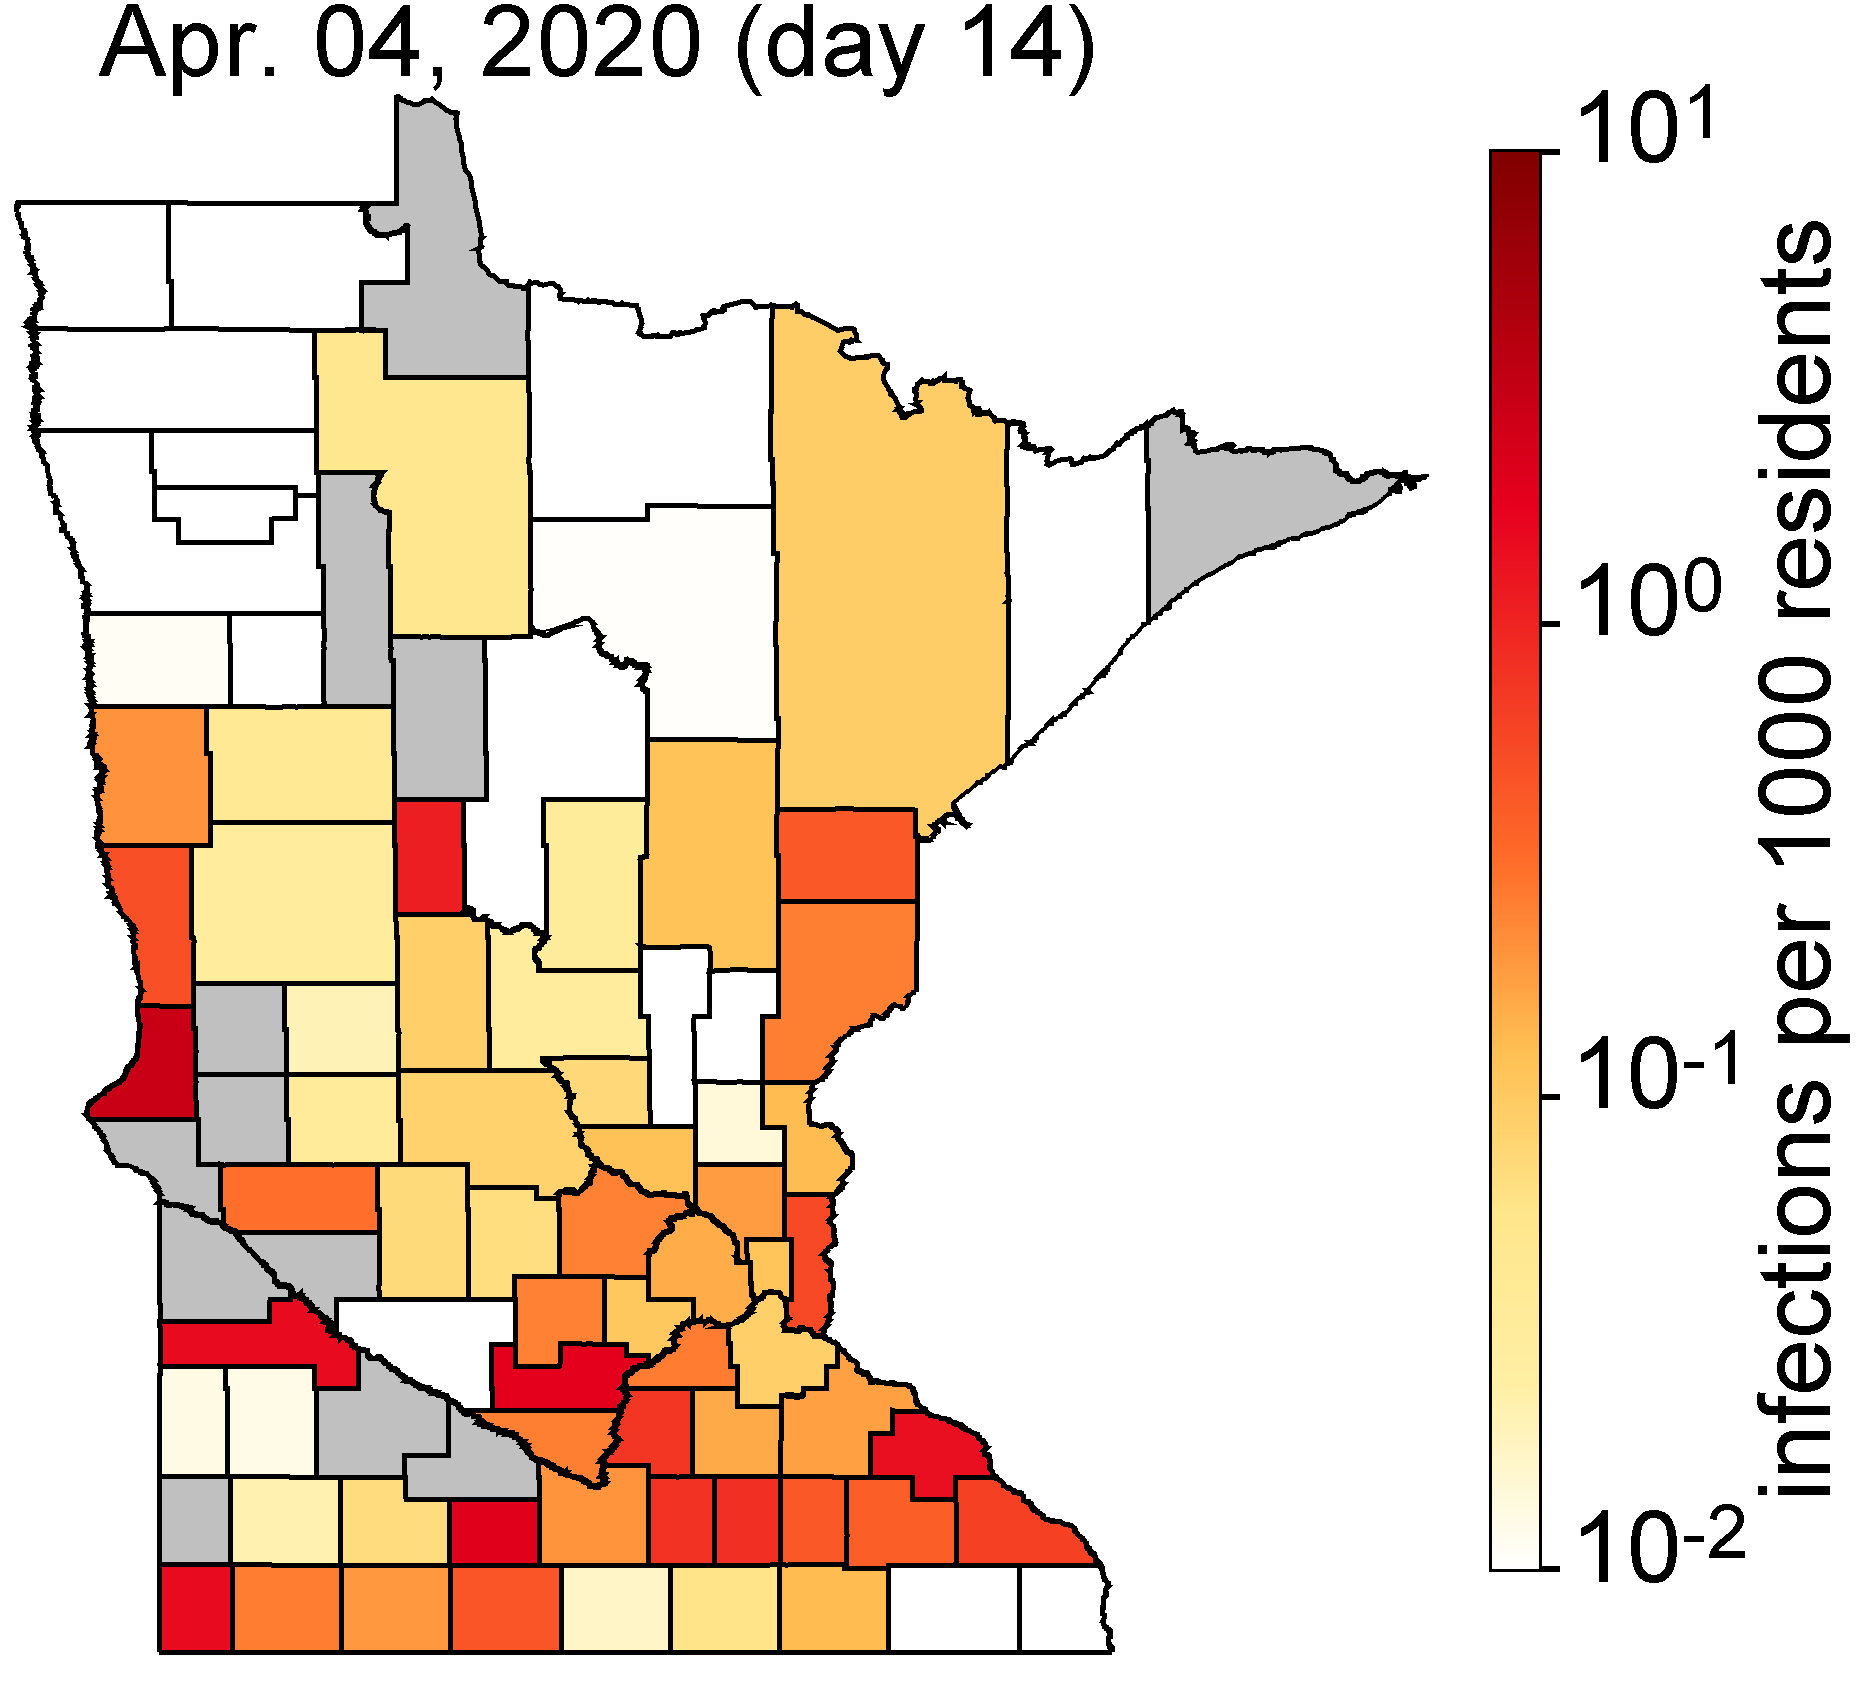 Apr. 04, 2020 (day 14)
10¹
10⁰
10⁻¹
10⁻²
infections per 1000 residents